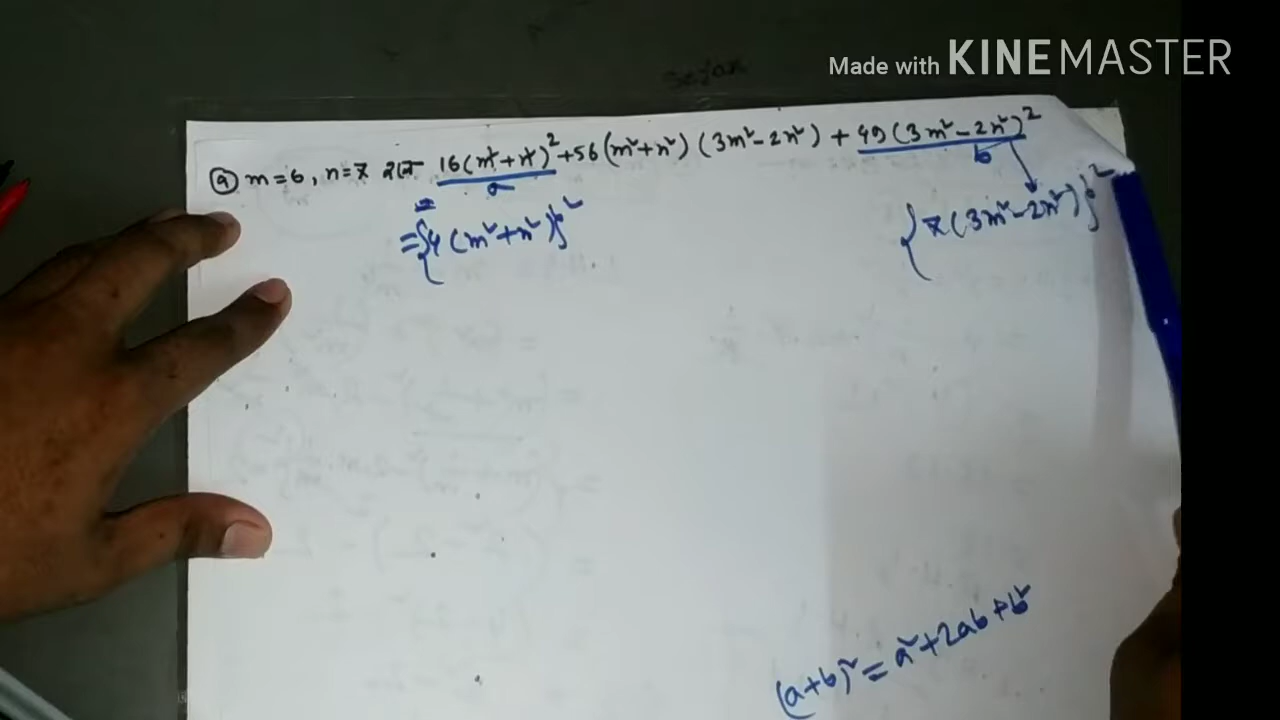 Made with KINEMASTER
(9) m=6, n=7 হলে 16(m²+n²)²+56(m²+n²)(3m²-2n²)+49(3m²-2n²)²
a b
={4(m²+n²)}² {7(3m²-2n²)}²
(a+b)²=a²+2ab+b²